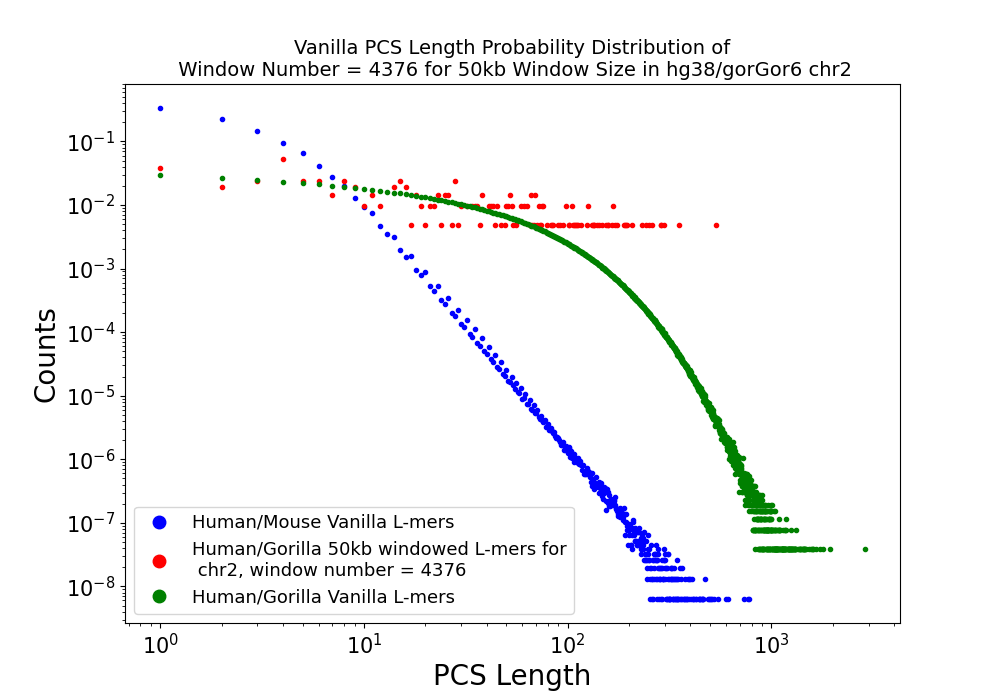 Vanilla PCS Length Probability Distribution of
Window Number = 4376 for 50kb Window Size in hg38/gorGor6 chr2
Counts
10^-1
10^-2
10^-3
10^-4
10^-5
10^-6
10^-7
10^-8
Human/Mouse Vanilla L-mers
Human/Gorilla 50kb windowed L-mers for
chr2, window number = 4376
Human/Gorilla Vanilla L-mers
10^0 10^1 10^2 10^3
PCS Length